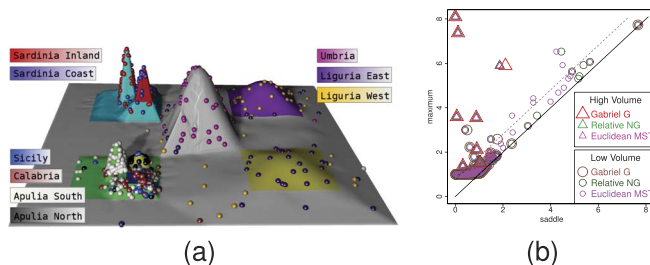 Sardinia Inland
Sardinia Coast
Umbria
Liguria East
Liguria West
Sicily
Calabria
Apulia South
Apulia North
(a)
maximum
8
6
4
2
0
High Volume
Gabriel G
Relative NG
Euclidean MST
Low Volume
Gabriel G
Relative NG
Euclidean MST
0 2 4 6 8
saddle
(b)